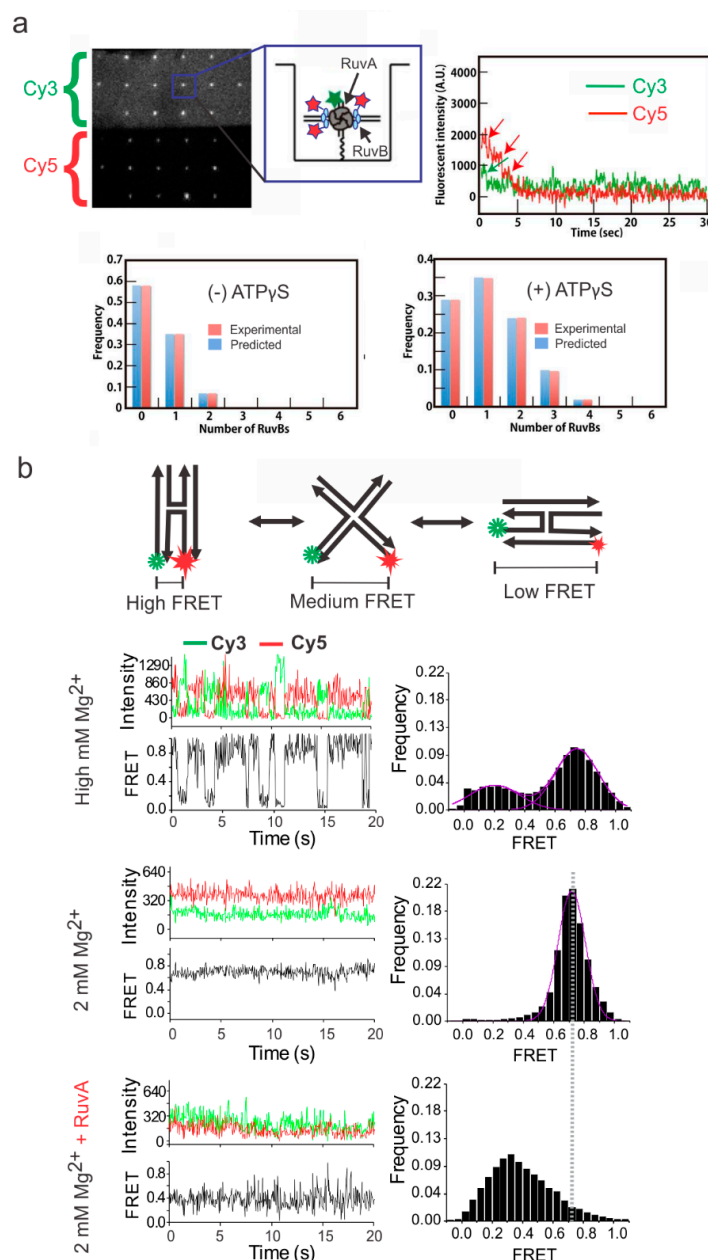 a
Cy3
Cy5
RuvA
RuvB
Fluorescent intensity (A.U.)
4000
3000
2000
1000
0
Cy3
Cy5
0 5 10 15 20 25 30
Time (sec)
Frequency
0.7
0.6
0.5
0.4
0.3
0.2
0.1
0
(-) ATPγS
Experimental
Predicted
0 1 2 3 4 5 6
Number of RuvBs
Frequency
0.4
0.3
0.2
0.1
0
(+) ATPγS
Experimental
Predicted
0 1 2 3 4 5 6
Number of RuvBs
b
High FRET
Medium FRET
Low FRET
Cy3 Cy5
High mM Mg2+
Intensity
1290
860
430
0
FRET
0.8
0.4
0.0
0 5 10 15 20
Time (s)
Frequency
0.22
0.18
0.13
0.09
0.04
0.00
0.0 0.2 0.4 0.6 0.8 1.0
FRET
2 mM Mg2+
Intensity
640
320
0
FRET
0.8
0.4
0.0
0 5 10 15 20
Time (s)
Frequency
0.22
0.18
0.13
0.09
0.04
0.00
0.0 0.2 0.4 0.6 0.8 1.0
FRET
2 mM Mg2+ + RuvA
Intensity
640
320
0
FRET
0.8
0.4
0.0
0 5 10 15 20
Time (s)
Frequency
0.22
0.18
0.13
0.09
0.04
0.00
0.0 0.2 0.4 0.6 0.8 1.0
FRET